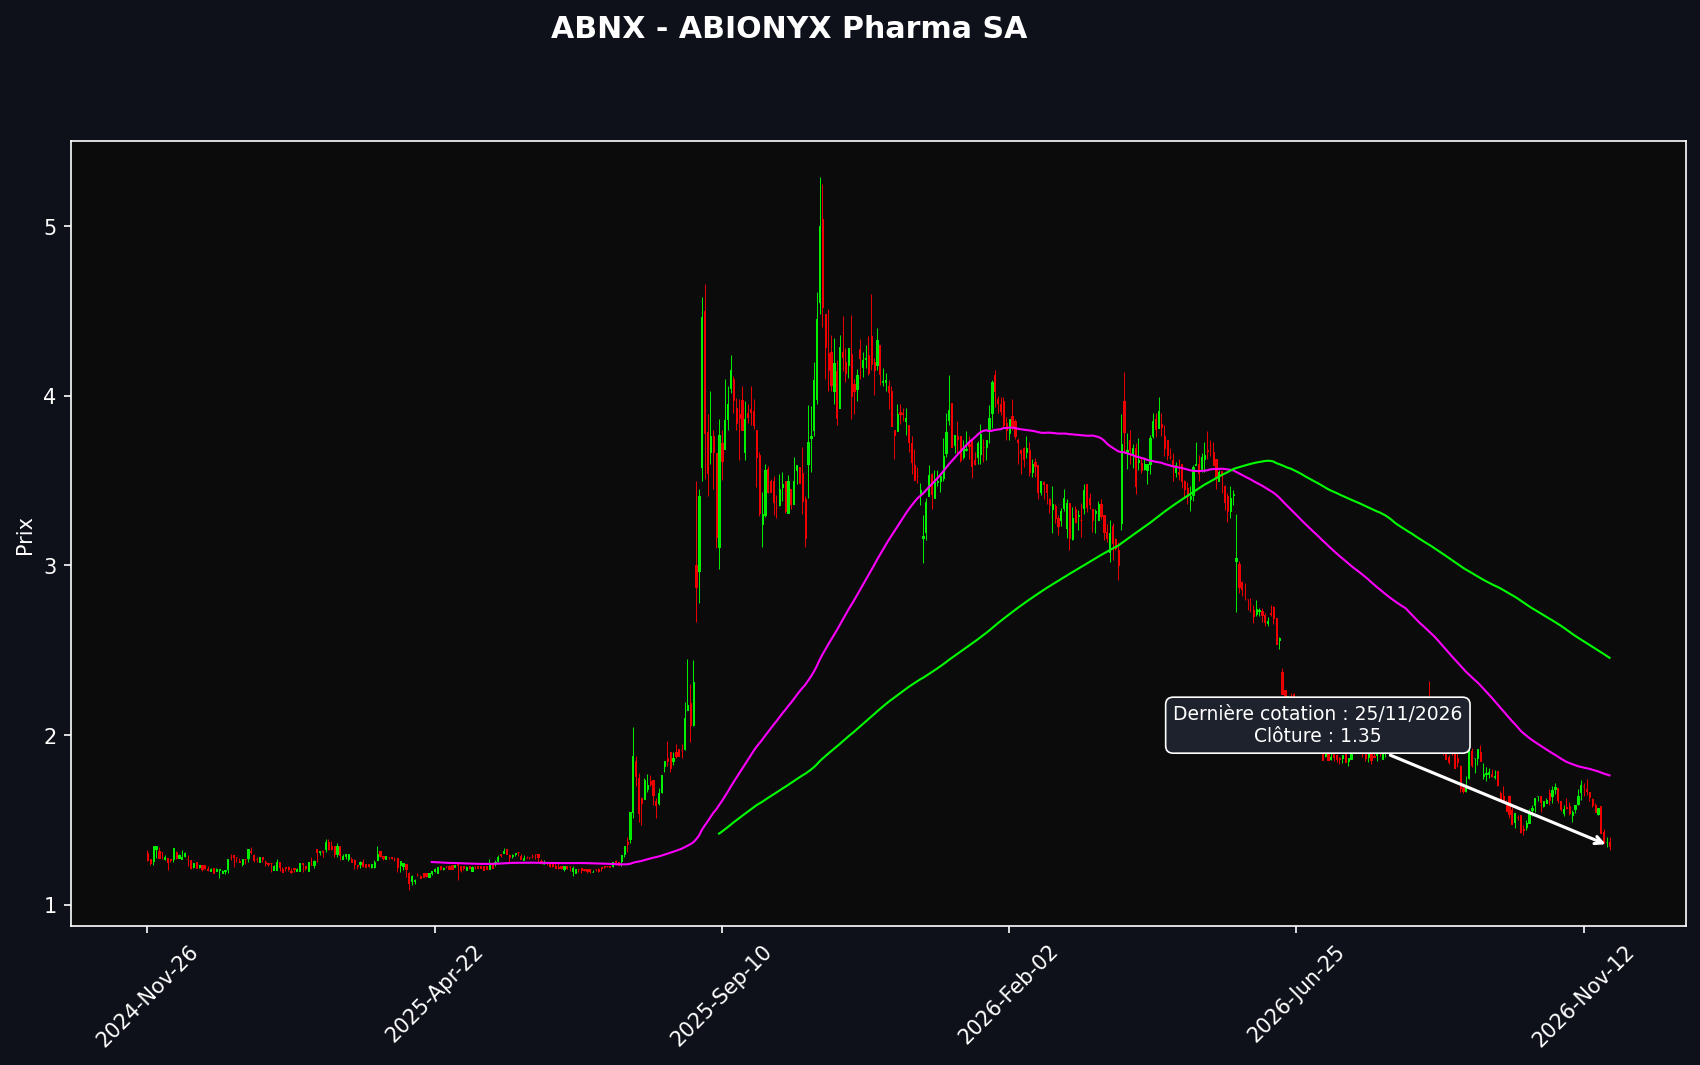 ABNX - ABIONYX Pharma SA
Prix
5
4
3
2
1
Dernière cotation : 25/11/2026
Clôture : 1.35
2024-Nov-26
2025-Apr-22
2025-Sep-10
2026-Feb-02
2026-Jun-25
2026-Nov-12